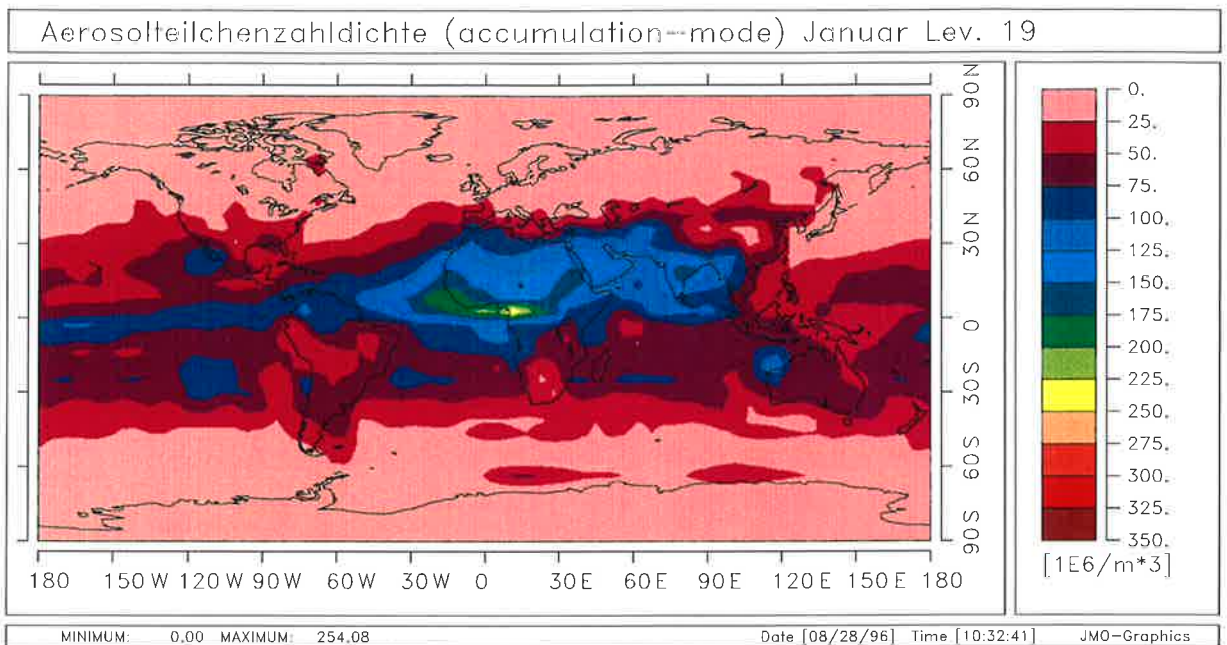 Aerosolteilchenzahldichte (accumulation-mode) Januar Lev. 19
90N
60N
30N
0
30S
60S
90S
180 150W 120W 90W 60W 30W 0 30E 60E 90E 120E 150E 180
0.
25.
50.
75.
100.
125.
150.
175.
200.
225.
250.
275.
300.
325.
350.
[1E6/m*3]
MINIMUM: 0,00 MAXIMUM: 254,08 Date [08/28/96] Time [10:32:41] JMO-Graphics